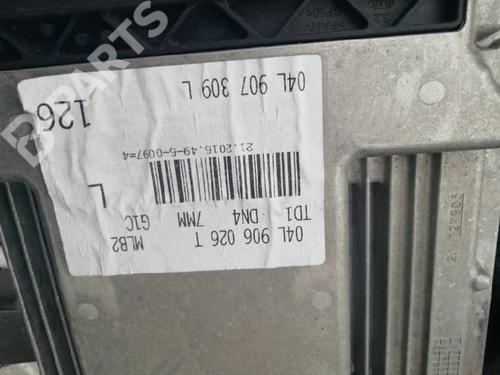 04L 906 026 T MLB2
TD1 DN4 7MM G1C
L
21.2016.49-5-0097=4
04L 907 309 L 126
B-PARTS